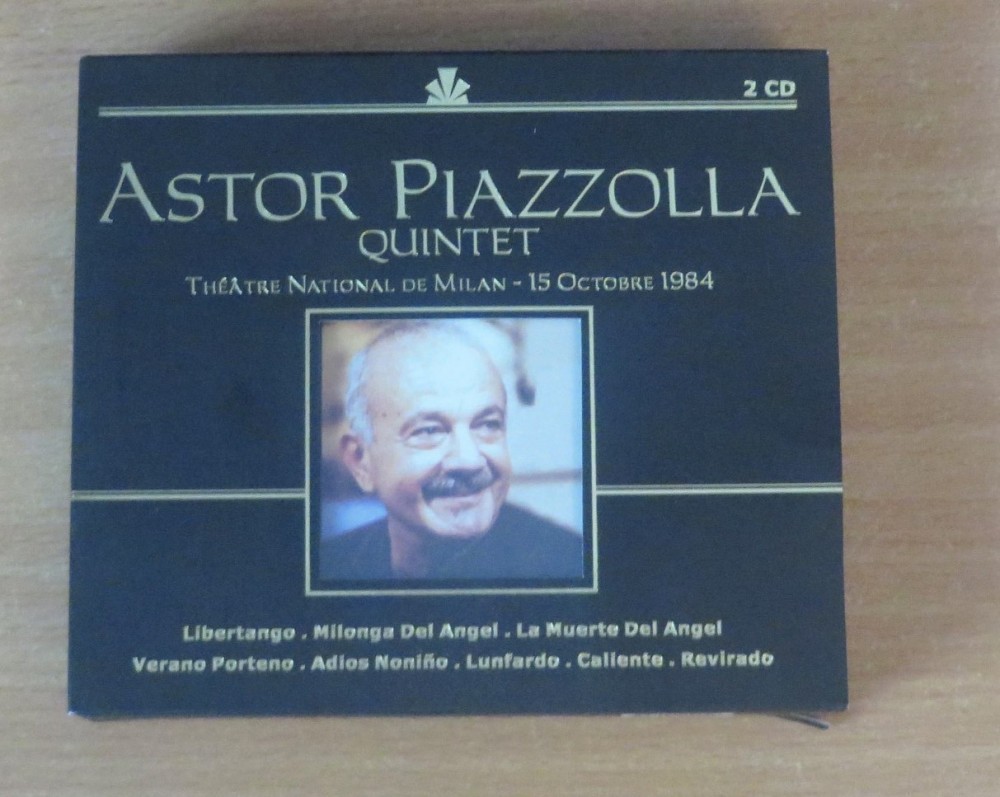 2 CD
ASTOR PIAZZOLLA
QUINTET
THÉÂTRE NATIONAL DE MILAN - 15 OCTOBRE 1984
Libertango . Milonga Del Angel . La Muerte Del Angel
Verano Porteno . Adios Noniño . Lunfardo . Caliente . Revirado